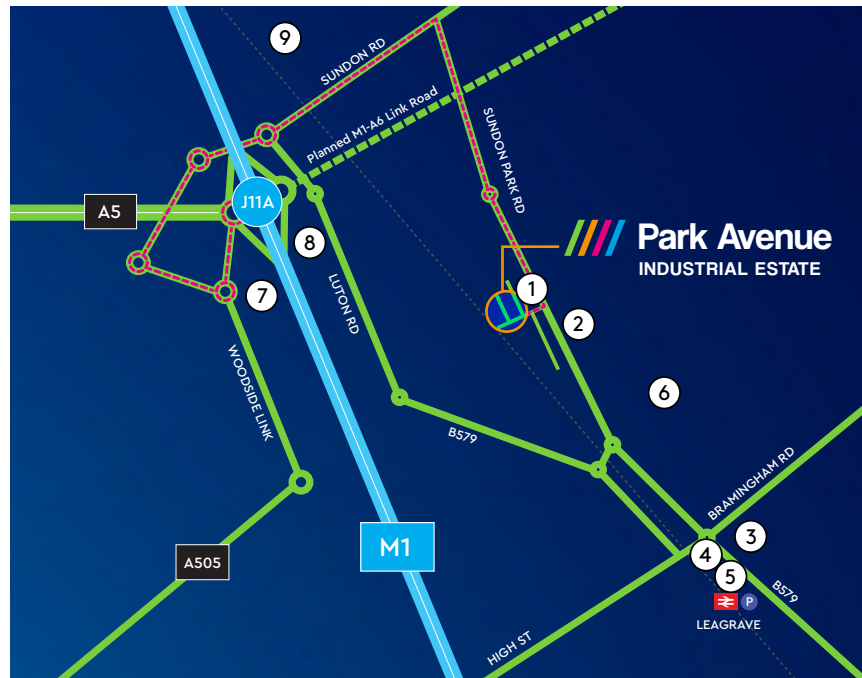 9
SUNDON RD
Planned M1-A6 Link Road
SUNDON PARK RD
A5
J11A
8
7
LUTON RD
WOODSIDE LINK
Park Avenue
INDUSTRIAL ESTATE
1
2
6
B579
BRAMINGHAM RD
M1
A505
3
4
5
B579
P
LEAGRAVE
HIGH ST